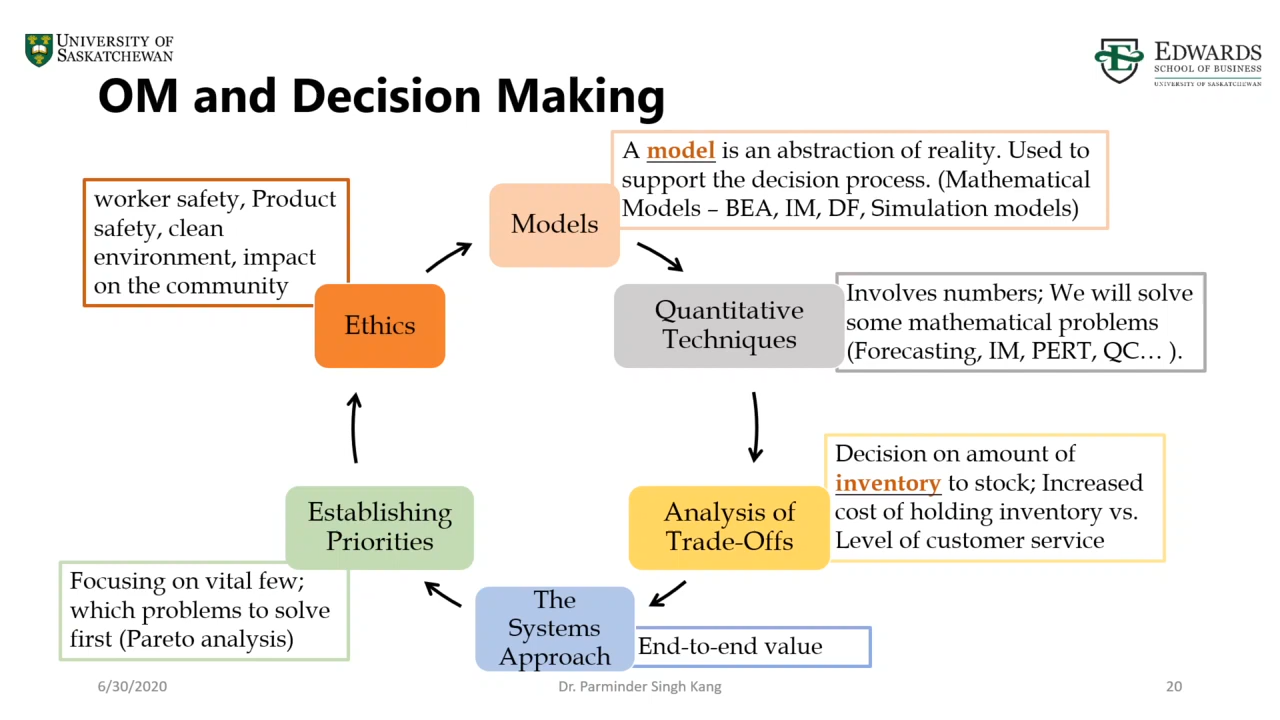 UNIVERSITY OF
SASKATCHEWAN
EDWARDS
SCHOOL OF BUSINESS
UNIVERSITY OF SASKATCHEWAN
OM and Decision Making
A model is an abstraction of reality. Used to
support the decision process. (Mathematical
Models – BEA, IM, DF, Simulation models)
Models
worker safety, Product
safety, clean
environment, impact
on the community
Ethics
Quantitative
Techniques
Involves numbers; We will solve
some mathematical problems
(Forecasting, IM, PERT, QC… ).
Decision on amount of
inventory to stock; Increased
cost of holding inventory vs.
Level of customer service
Analysis of
Trade-Offs
Establishing
Priorities
Focusing on vital few;
which problems to solve
first (Pareto analysis)
The
Systems
Approach
End-to-end value
6/30/2020
Dr. Parminder Singh Kang
20